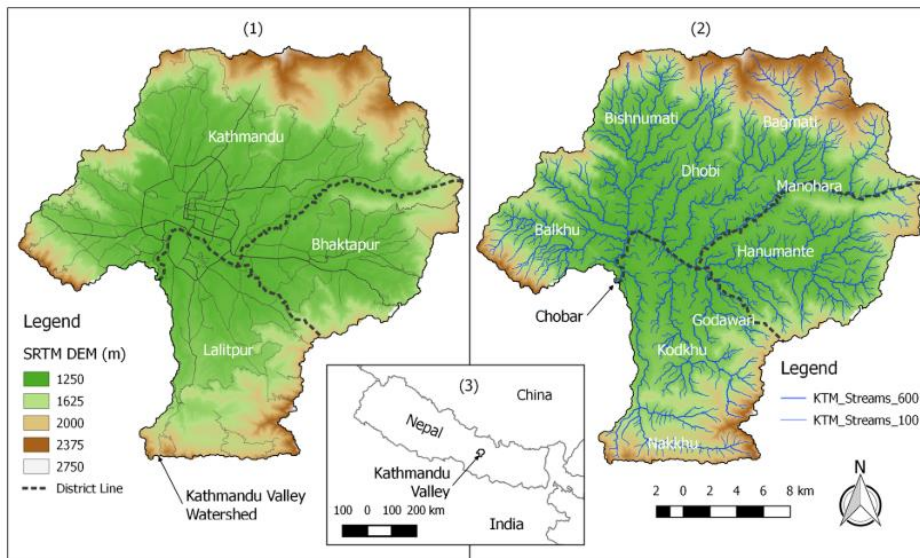 (1)
Kathmandu
Bhaktapur
Lalitpur
Legend
SRTM DEM (m)
1250
1625
2000
2375
2750
District Line
Kathmandu Valley
Watershed
(2)
Bishnumati
Bagmati
Dhobi
Manohara
Balkhu
Hanumante
Chobar
Godawari
Kodkhu
Nakkhu
Legend
KTM_Streams_600
KTM_Streams_100
N
2 0 2 4 6 8 km
(3)
China
Nepal
Kathmandu
Valley
100 0 100 200 km
India